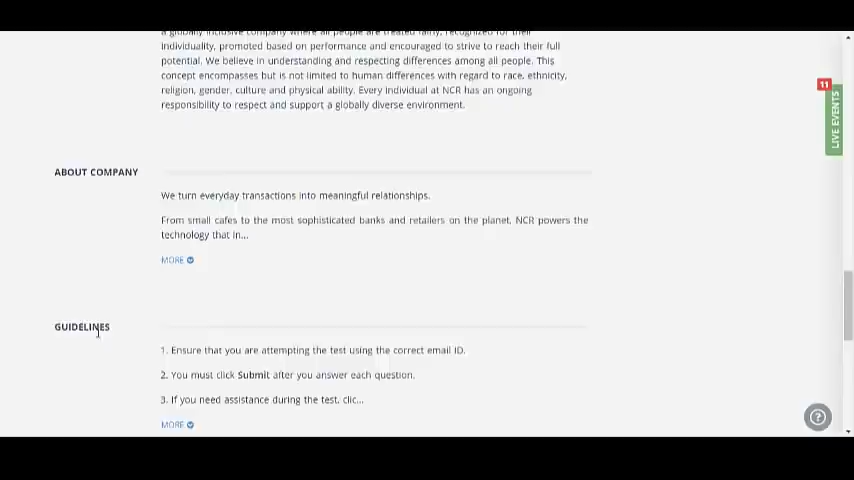 a globally inclusive company where all people are treated fairly, recognized for their
individuality, promoted based on performance and encouraged to strive to reach their full
potential. We believe in understanding and respecting differences among all people. This
concept encompasses but is not limited to human differences with regard to race, ethnicity,
religion, gender, culture and physical ability. Every individual at NCR has an ongoing
responsibility to respect and support a globally diverse environment.
11
LIVE EVENTS
ABOUT COMPANY
We turn everyday transactions into meaningful relationships.
From small cafes to the most sophisticated banks and retailers on the planet, NCR powers the
technology that in...
MORE
GUIDELINES
1. Ensure that you are attempting the test using the correct email ID.
2. You must click Submit after you answer each question.
3. If you need assistance during the test, clic...
MORE
?